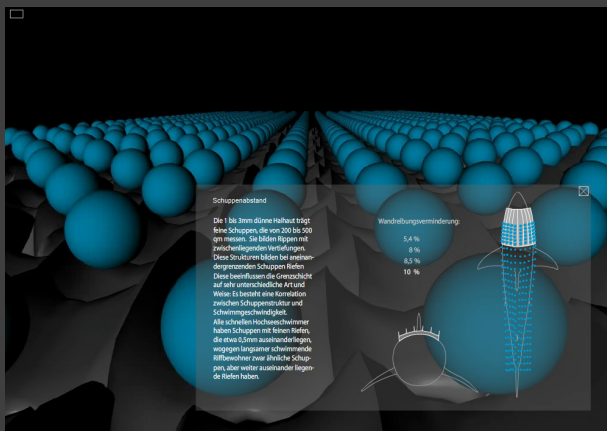 Schuppenabstand
Die 1 bis 3mm dünne Haihaut trägt
feine Schuppen, die von 200 bis 500
qm messen. Sie bilden Rippen mit
zwischenliegenden Vertiefungen.
Diese Strukturen bilden bei aneinan-
dergrenzenden Schuppen Riefen
Diese beeinflussen die Grenzschicht
auf sehr unterschiedliche Art und
Weise: Es besteht eine Korrelation
zwischen Schuppenstruktur und
Schwimmgeschwindigkeit.
Alle schnellen Hochseeschwimmer
haben Schuppen mit feinen Riefen,
die etwa 0,5mm auseinanderliegen,
wogegen langsamer schwimmende
Riffbewohner zwar ähnliche Schup-
pen, aber weiter auseinander liegen-
de Riefen haben.
Wandreibungsverminderung:
5,4 %
8 %
8,5 %
10 %